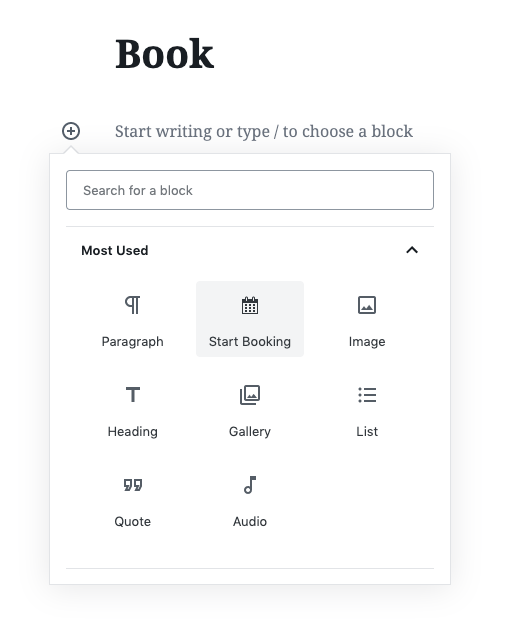 Book
Start writing or type / to choose a block
Search for a block
Most Used
Paragraph
Start Booking
Image
Heading
Gallery
List
Quote
Audio